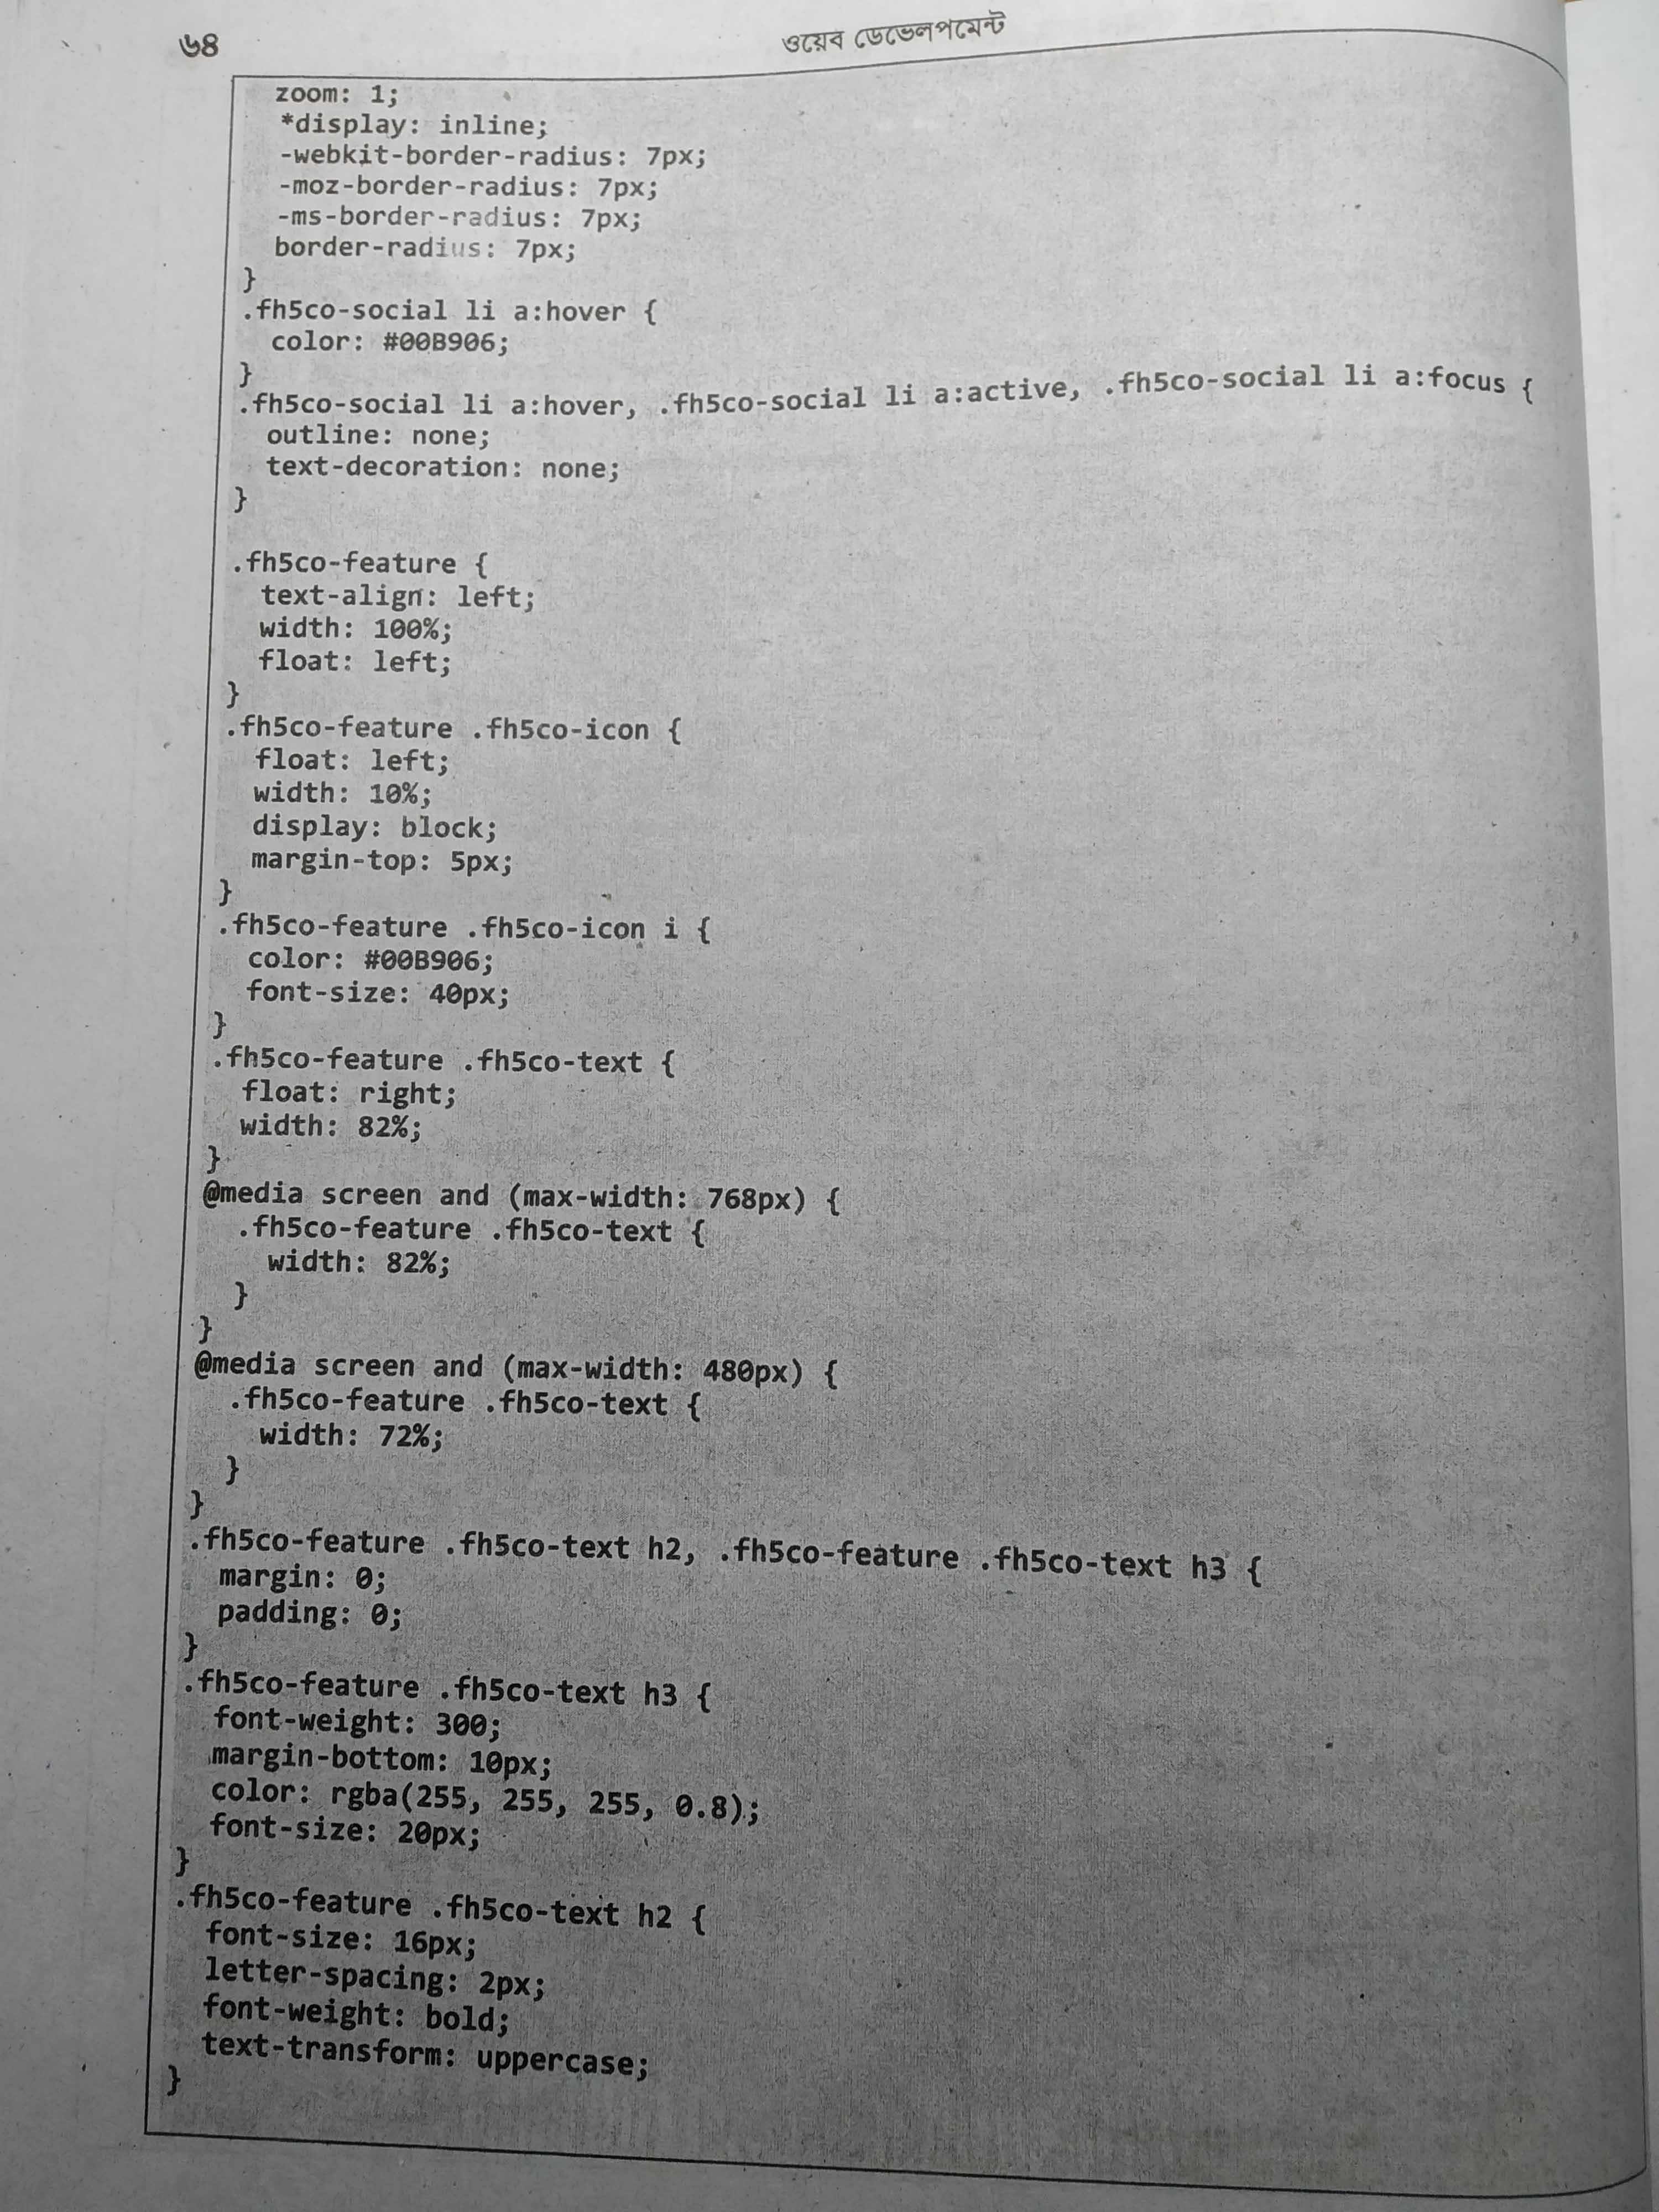 ৬৪
ওয়েব ডেভেলপমেন্ট
zoom: 1;
*display: inline;
-webkit-border-radius: 7px;
-moz-border-radius: 7px;
-ms-border-radius: 7px;
border-radius: 7px;
}
.fh5co-social li a:hover {
color: #00B906;
}
.fh5co-social li a:hover, .fh5co-social li a:active, .fh5co-social li a:focus {
outline: none;
text-decoration: none;
}
.fh5co-feature {
text-align: left;
width: 100%;
float: left;
}
.fh5co-feature .fh5co-icon {
float: left;
width: 10%;
display: block;
margin-top: 5px;
}
.fh5co-feature .fh5co-icon i {
color: #00B906;
font-size: 40px;
}
.fh5co-feature .fh5co-text {
float: right;
width: 82%;
}
@media screen and (max-width: 768px) {
.fh5co-feature .fh5co-text {
width: 82%;
}
}
@media screen and (max-width: 480px) {
.fh5co-feature .fh5co-text {
width: 72%;
}
}
.fh5co-feature .fh5co-text h2, .fh5co-feature .fh5co-text h3 {
margin: 0;
padding: 0;
}
.fh5co-feature .fh5co-text h3 {
font-weight: 300;
margin-bottom: 10px;
color: rgba(255, 255, 255, 0.8);
font-size: 20px;
}
.fh5co-feature .fh5co-text h2 {
font-size: 16px;
letter-spacing: 2px;
font-weight: bold;
text-transform: uppercase;
}